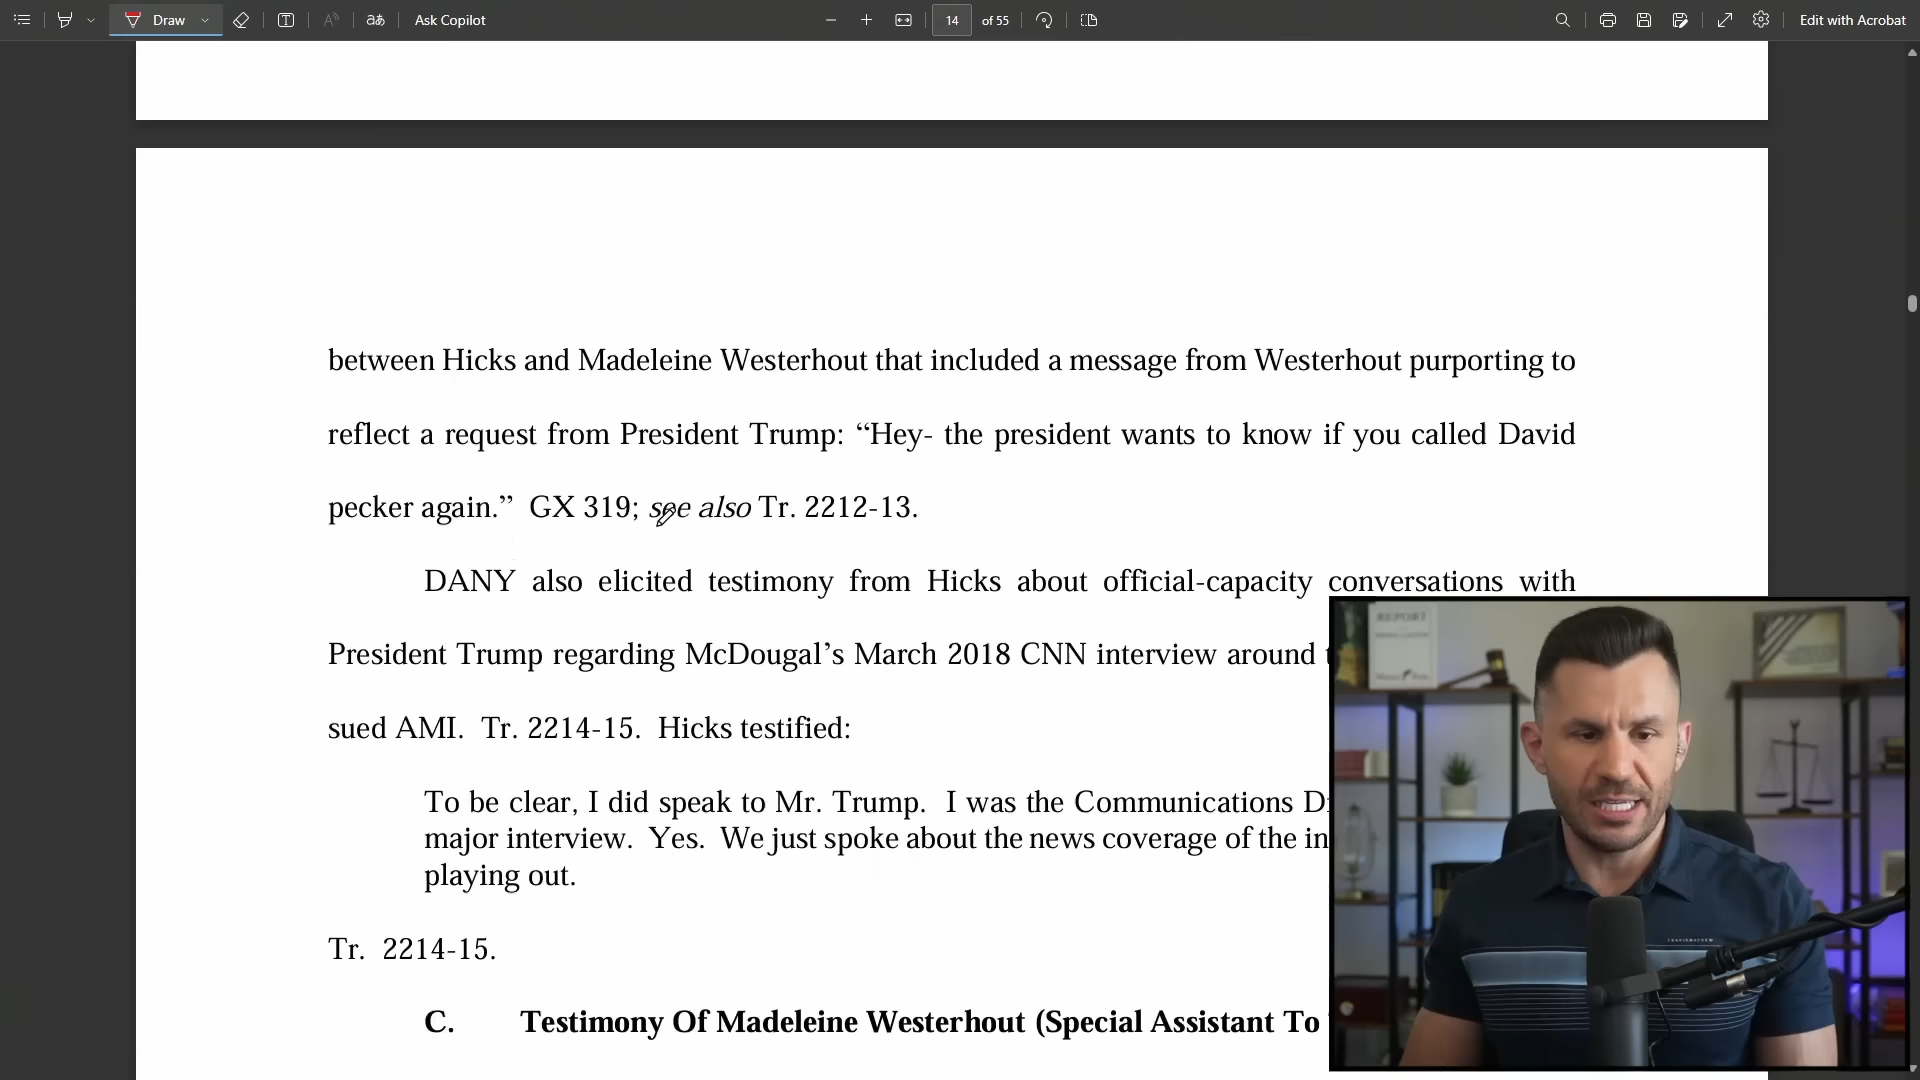 Draw
aあ
Ask Copilot
14
of 55
Edit with Acrobat
between Hicks and Madeleine Westerhout that included a message from Westerhout purporting to
reflect a request from President Trump: “Hey- the president wants to know if you called David
pecker again.” GX 319; see also Tr. 2212-13.
DANY also elicited testimony from Hicks about official-capacity conversations with
President Trump regarding McDougal’s March 2018 CNN interview around
sued AMI. Tr. 2214-15. Hicks testified:
To be clear, I did speak to Mr. Trump. I was the Communications
major interview. Yes. We just spoke about the news coverage of the
playing out.
Tr. 2214-15.
C. Testimony Of Madeleine Westerhout (Special Assistant To
REPORT